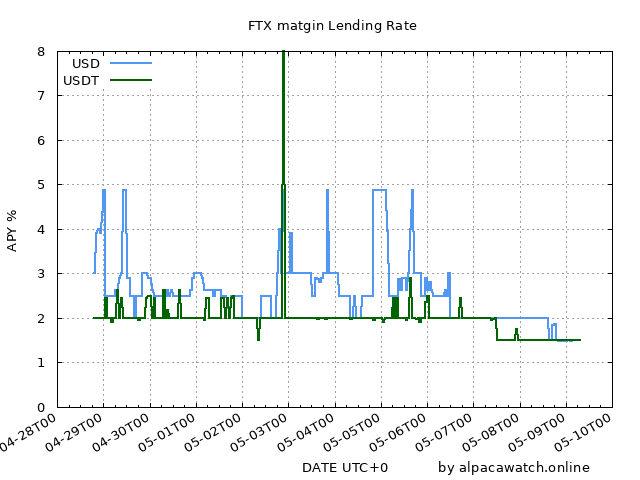 FTX matgin Lending Rate
USD
USDT
APY %
8
7
6
5
4
3
2
1
0
04-28T00
04-29T00
04-30T00
05-01T00
05-02T00
05-03T00
05-04T00
05-05T00
05-06T00
05-07T00
05-08T00
05-09T00
05-10T00
DATE UTC+0
by alpacawatch.online